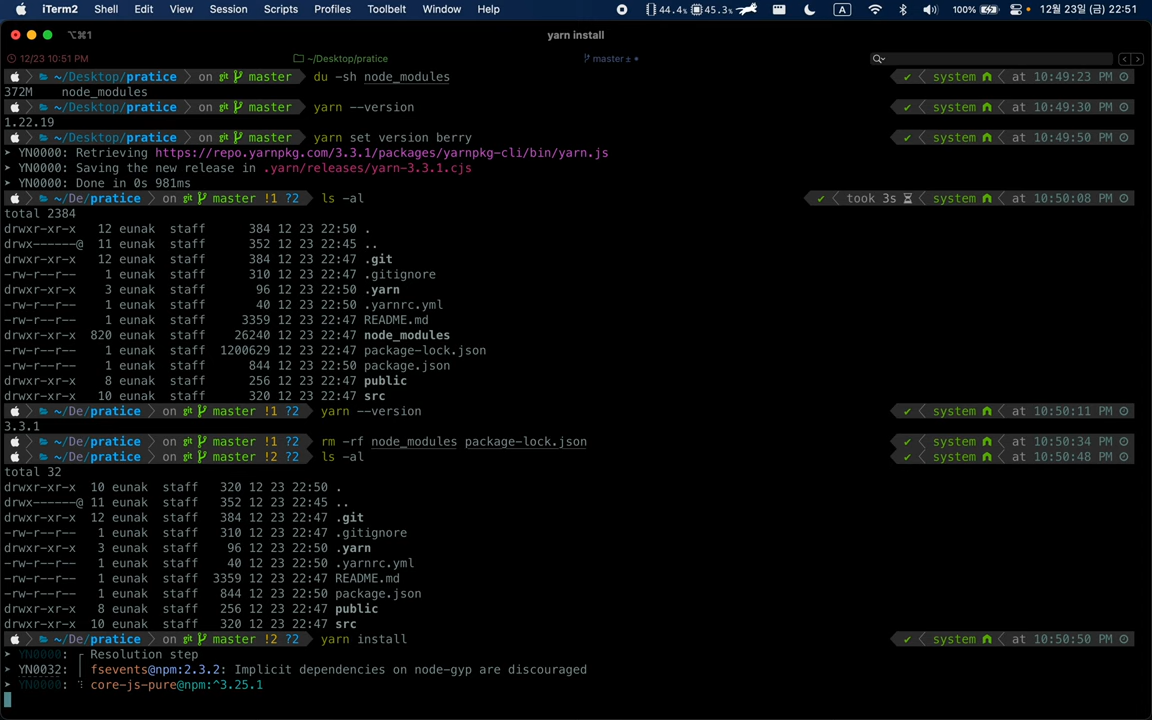 iTerm2 Shell Edit View Session Scripts Profiles Toolbelt Window Help 44.4% 45.3% A 100% 12월 23일 (금) 22:51
⌥⌘1 yarn install
12/23 10:51 PM ~/Desktop/pratice master ± •
~/Desktop/pratice on git master du -sh node_modules ✔ system at 10:49:23 PM
372M node_modules
~/Desktop/pratice on git master yarn --version ✔ system at 10:49:30 PM
1.22.19
~/Desktop/pratice on git master yarn set version berry ✔ system at 10:49:50 PM
➤ YN0000: Retrieving https://repo.yarnpkg.com/3.3.1/packages/yarnpkg-cli/bin/yarn.js
➤ YN0000: Saving the new release in .yarn/releases/yarn-3.3.1.cjs
➤ YN0000: Done in 0s 981ms
~/De/pratice on git master !1 ?2 ls -al ✔ took 3s system at 10:50:08 PM
total 2384
drwxr-xr-x 12 eunak staff 384 12 23 22:50 .
drwx------@ 11 eunak staff 352 12 23 22:45 ..
drwxr-xr-x 12 eunak staff 384 12 23 22:47 .git
-rw-r--r-- 1 eunak staff 310 12 23 22:47 .gitignore
drwxr-xr-x 3 eunak staff 96 12 23 22:50 .yarn
-rw-r--r-- 1 eunak staff 40 12 23 22:50 .yarnrc.yml
-rw-r--r-- 1 eunak staff 3359 12 23 22:47 README.md
drwxr-xr-x 820 eunak staff 26240 12 23 22:47 node_modules
-rw-r--r-- 1 eunak staff 1200629 12 23 22:47 package-lock.json
-rw-r--r-- 1 eunak staff 844 12 23 22:50 package.json
drwxr-xr-x 8 eunak staff 256 12 23 22:47 public
drwxr-xr-x 10 eunak staff 320 12 23 22:47 src
~/De/pratice on git master !1 ?2 yarn --version ✔ system at 10:50:11 PM
3.3.1
~/De/pratice on git master !1 ?2 rm -rf node_modules package-lock.json ✔ system at 10:50:34 PM
~/De/pratice on git master !2 ?2 ls -al ✔ system at 10:50:48 PM
total 32
drwxr-xr-x 10 eunak staff 320 12 23 22:50 .
drwx------@ 11 eunak staff 352 12 23 22:45 ..
drwxr-xr-x 12 eunak staff 384 12 23 22:47 .git
-rw-r--r-- 1 eunak staff 310 12 23 22:47 .gitignore
drwxr-xr-x 3 eunak staff 96 12 23 22:50 .yarn
-rw-r--r-- 1 eunak staff 40 12 23 22:50 .yarnrc.yml
-rw-r--r-- 1 eunak staff 3359 12 23 22:47 README.md
-rw-r--r-- 1 eunak staff 844 12 23 22:50 package.json
drwxr-xr-x 8 eunak staff 256 12 23 22:47 public
drwxr-xr-x 10 eunak staff 320 12 23 22:47 src
~/De/pratice on git master !2 ?2 yarn install ✔ system at 10:50:50 PM
➤ YN0000: ┌ Resolution step
➤ YN0032: │ fsevents@npm:2.3.2: Implicit dependencies on node-gyp are discouraged
➤ YN0000: ⠹ core-js-pure@npm:^3.25.1